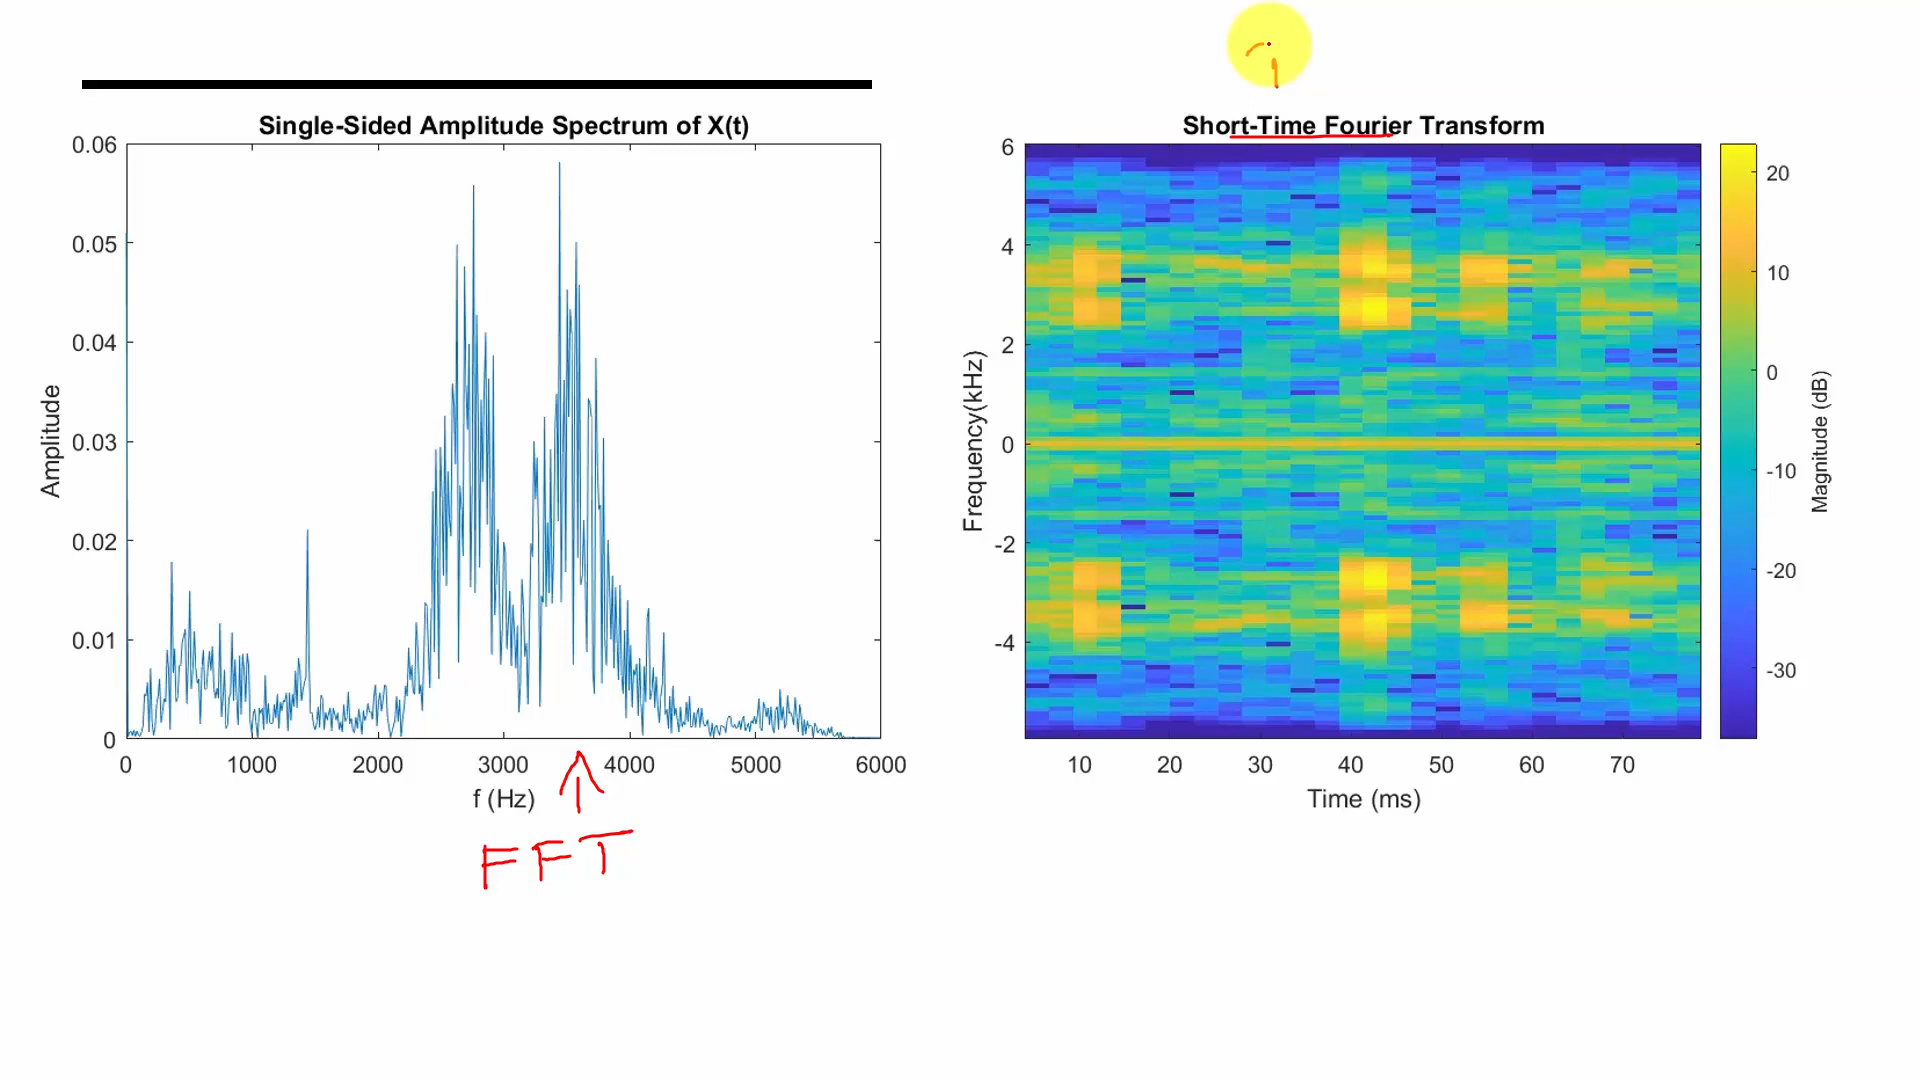 Single-Sided Amplitude Spectrum of X(t)
0.06
0.05
0.04
0.03
0.02
0.01
0
Amplitude
0 1000 2000 3000 4000 5000 6000
f (Hz)
FFT
Short-Time Fourier Transform
6
4
2
0
-2
-4
Frequency(kHz)
10 20 30 40 50 60 70
Time (ms)
20
10
0
-10
-20
-30
Magnitude (dB)